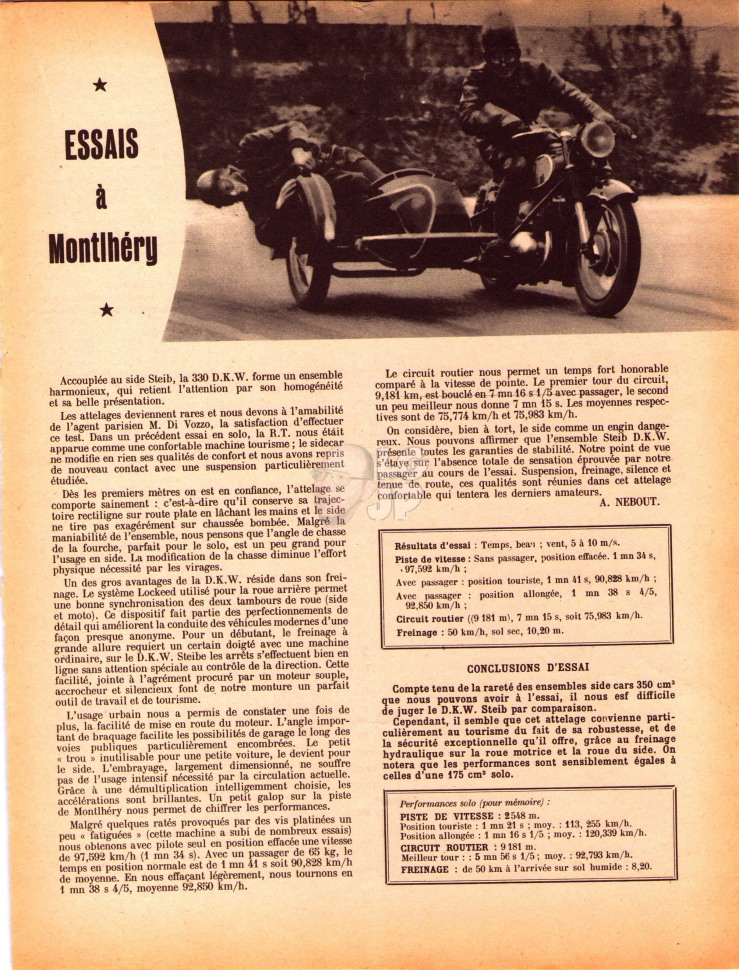 ESSAIS
à
Montlhéry
Accouplée au side Steib, la 330 D.K.W. forme un ensemble
harmonieux, qui retient l'attention par son homogénéité
et sa belle présentation.
Les attelages deviennent rares et nous devons à l'amabilité
de l'agent parisien M. Di Vozzo, la satisfaction d'effectuer
ce test. Dans un précédent essai en solo, la R.T. nous était
apparue comme une confortable machine tourisme ; le sidecar
ne modifie en rien ses qualités de confort et nous avons repris
de nouveau contact avec une suspension particulièrement
étudiée.
Dès les premiers mètres on est en confiance, l'attelage se
comporte sainement : c'est-à-dire qu'il conserve sa trajec-
toire rectiligne sur route plate en lâchant les mains et le side
ne tire pas exagérément sur chaussée bombée. Malgré la
maniabilité de l'ensemble, nous pensons que l'angle de chasse
de la fourche, parfait pour le solo, est un peu grand pour
l'usage en side. La modification de la chasse diminue l'effort
physique nécessité par les virages.
Un des gros avantages de la D.K.W. réside dans son frei-
nage. Le système Lockeed utilisé pour la roue arrière permet
une bonne synchronisation des deux tambours de roue (side
et moto). Ce dispositif fait partie des perfectionnements de
détail qui améliorent la conduite des véhicules modernes d'une
façon presque anonyme. Pour un débutant, le freinage à
grande allure requiert un certain doigté avec une machine
ordinaire, sur le D.K.W. Steibe les arrêts s'effectuent bien en
ligne sans attention spéciale au contrôle de la direction. Cette
facilité, jointe à l'agrément procuré par un moteur souple,
accrocheur et silencieux font de notre monture un parfait
outil de travail et de tourisme.
L'usage urbain nous a permis de constater une fois de
plus, la facilité de mise en route du moteur. L'angle impor-
tant de braquage facilite les possibilités de garage le long des
voies publiques particulièrement encombrées. Le petit
« trou » inutilisable pour une petite voiture, le devient pour
le side. L'embrayage, largement dimensionné, ne souffre
pas de l'usage intensif nécessité par la circulation actuelle.
Grâce à une démultiplication intelligemment choisie, les
accélérations sont brillantes. Un petit galop sur la piste
de Montlhéry nous permet de chiffrer les performances.
Malgré quelques ratés provoqués par des vis platinées un
peu « fatiguées » (cette machine a subi de nombreux essais)
nous obtenons avec pilote seul en position effacée une vitesse
de 97,592 km/h (1 mn 34 s). Avec un passager de 65 kg, le
temps en position normale est de 1 mn 41 s soit 90,828 km/h
de moyenne. En nous effaçant légèrement, nous tournons en
1 mn 38 s 4/5, moyenne 92,850 km/h.
Le circuit routier nous permet un temps fort honorable
comparé à la vitesse de pointe. Le premier tour du circuit,
9,181 km, est bouclé en 7 mn 16 s 1/5 avec passager, le second
un peu meilleur nous donne 7 mn 15 s. Les moyennes respec-
tives sont de 75,774 km/h et 75,983 km/h.
On considère, bien à tort, le side comme un engin dange-
reux. Nous pouvons affirmer que l'ensemble Steib D.K.W.
présente toutes les garanties de stabilité. Notre point de vue
s'étaye sur l'absence totale de sensation éprouvée par notre
passager au cours de l'essai. Suspension, freinage, silence et
tenue de route, ces qualités sont réunies dans cet attelage
confortable qui tentera les derniers amateurs.
A. NEBOUT.
Résultats d'essai : Temps, beau ; vent, 5 à 10 m/s.
Piste de vitesse : Sans passager, position effacée. 1 mn 34 s,
97,592 km/h ;
Avec passager : position touriste, 1 mn 41 s, 90,828 km/h ;
Avec passager : position allongée, 1 mn 38 s 4/5,
92,850 km/h ;
Circuit routier ((9 181 m), 7 mn 15 s, soit 75,983 km/h.
Freinage : 50 km/h, sol sec, 10,20 m.
CONCLUSIONS D'ESSAI
Compte tenu de la rareté des ensembles side cars 350 cm³
que nous pouvons avoir à l'essai, il nous esf difficile
de juger le D.K.W. Steib par comparaison.
Cependant, il semble que cet attelage convienne parti-
culièrement au tourisme du fait de sa robustesse, et de
la sécurité exceptionnelle qu'il offre, grâce au freinage
hydraulique sur la roue motrice et la roue du side. On
notera que les performances sont sensiblement égales à
celles d'une 175 cm³ solo.
Performances solo (pour mémoire) :
PISTE DE VITESSE : 2 548 m.
Position touriste : 1 mn 21 s ; moy. : 113, 255 km/h.
Position allongée : 1 mn 16 s 1/5 ; moy. : 120,339 km/h.
CIRCUIT ROUTIER : 9 181 m.
Meilleur tour : : 5 mn 56 s 1/5 ; moy. : 92,793 km/h.
FREINAGE : de 50 km à l'arrivée sur sol humide : 8,20.
JP